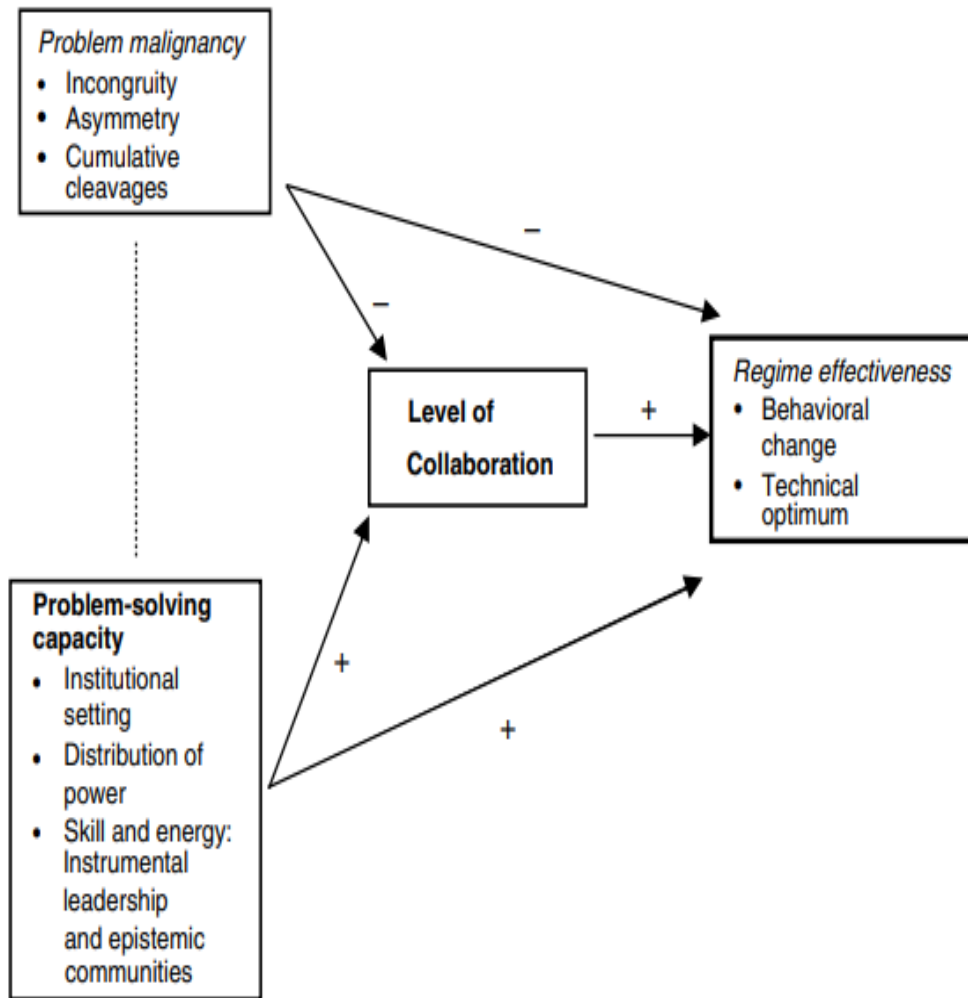 Problem malignancy
• Incongruity
• Asymmetry
• Cumulative
cleavages
–
–
Level of
Collaboration
+
Regime effectiveness
• Behavioral
change
• Technical
optimum
Problem-solving
capacity
• Institutional
setting
• Distribution of
power
• Skill and energy:
Instrumental
leadership
and epistemic
communities
+
+